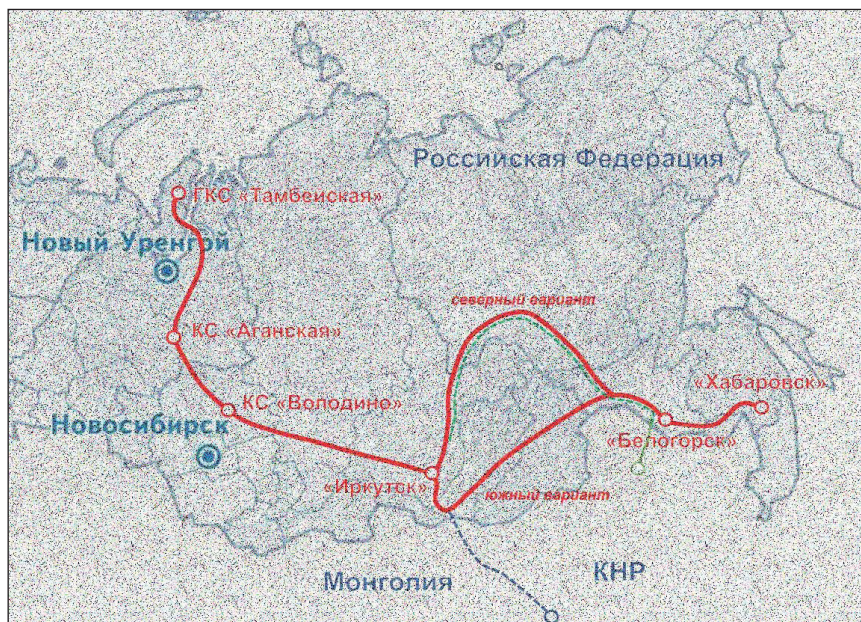 Российская Федерация
ГКС «Тамбейская»
Новый Уренгой
северный вариант
КС «Аганская»
«Хабаровск»
КС «Володино»
Новосибирск
«Белогорск»
«Иркутск»
южный вариант
КНР
Монголия